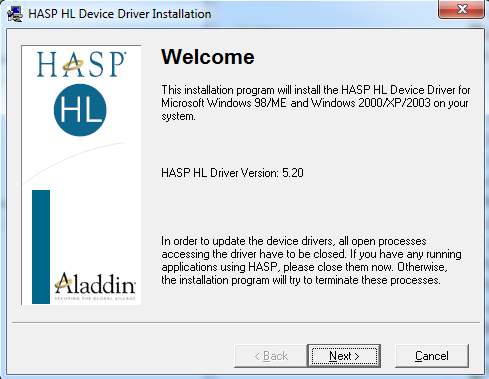 HASP HL Device Driver Installation
HASP
HL
Aladdin
SECURING THE GLOBAL VILLAGE
Welcome
This installation program will install the HASP HL Device Driver for
Microsoft Windows 98/ME and Windows 2000/XP/2003 on your
system.
HASP HL Driver Version: 5.20
In order to update the device drivers, all open processes
accessing the driver have to be closed. If you have any running
applications using HASP, please close them now. Otherwise,
the installation program will try to terminate these processes.
< Back Next > Cancel